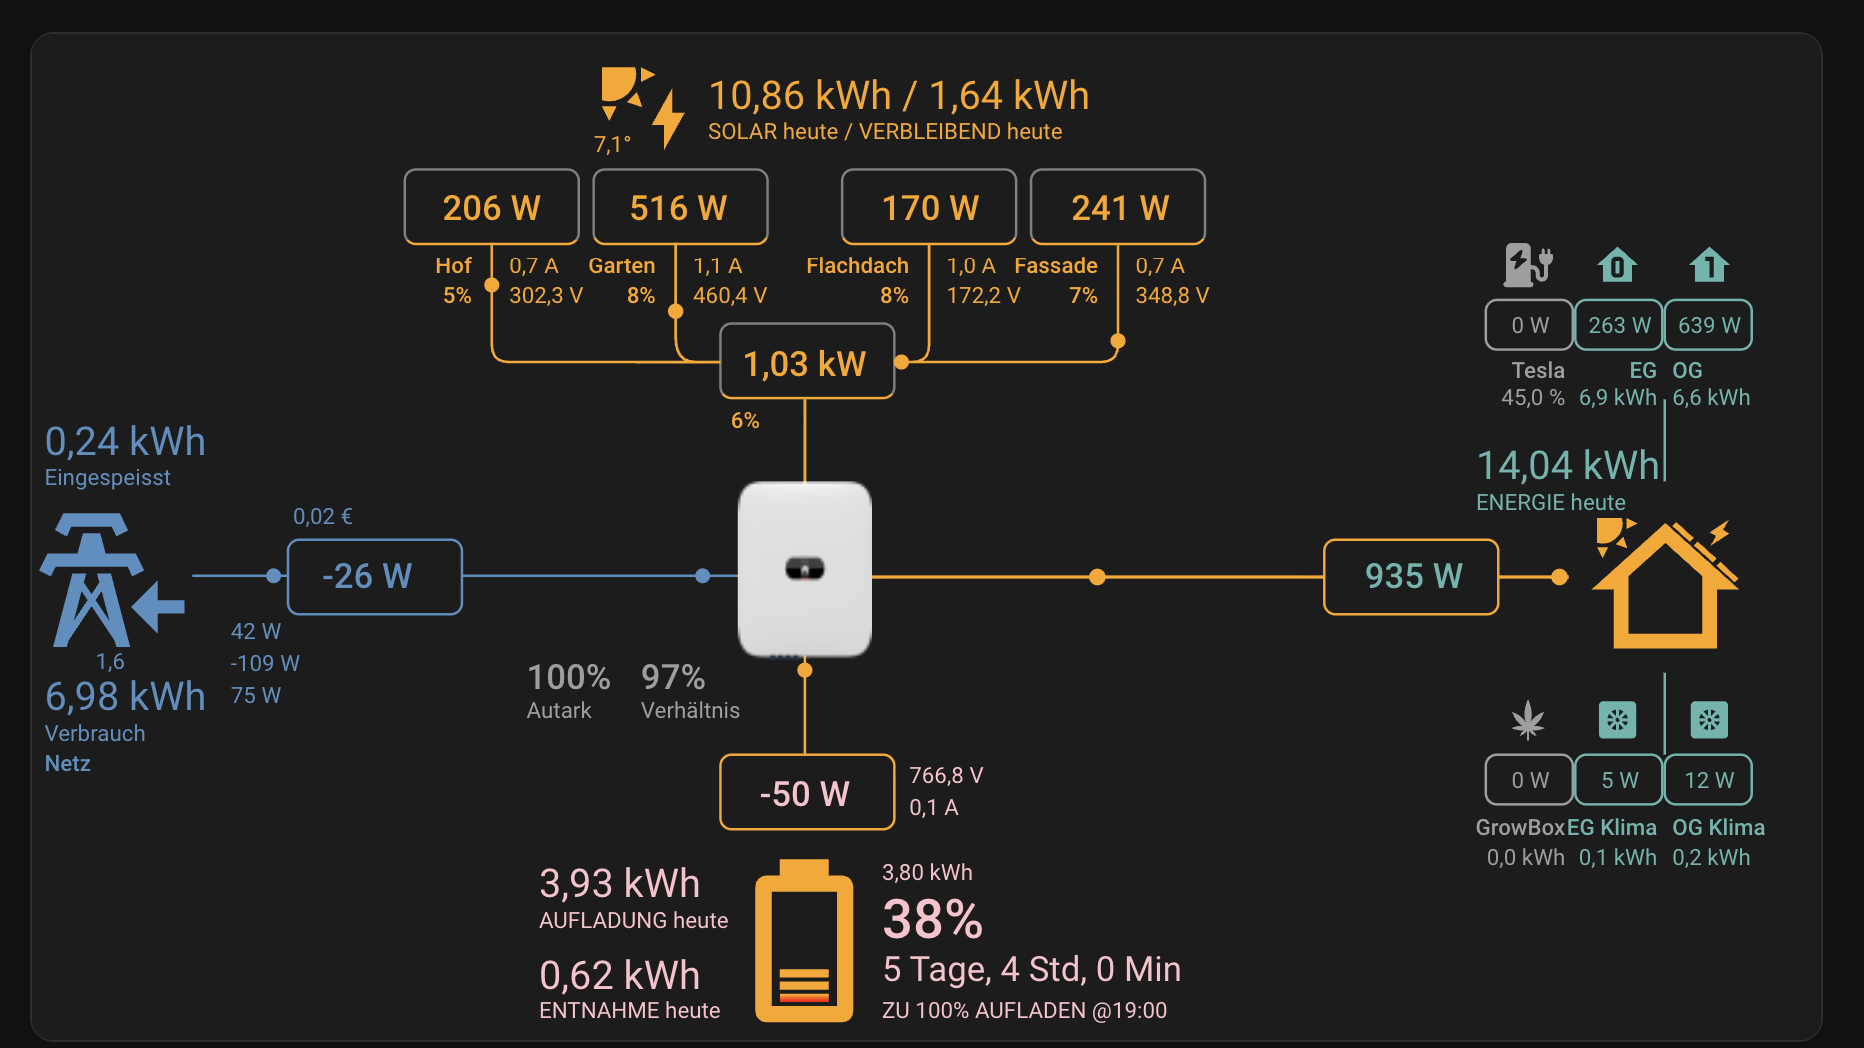 10,86 kWh / 1,64 kWh
SOLAR heute / VERBLEIBEND heute
7,1°
206 W
516 W
170 W
241 W
Hof
0,7 A
Garten
1,1 A
Flachdach
1,0 A
Fassade
0,7 A
5%
302,3 V
8%
460,4 V
8%
172,2 V
7%
348,8 V
1,03 kW
6%
0
1
0 W
263 W
639 W
Tesla
EG
OG
45,0 %
6,9 kWh
6,6 kWh
0,24 kWh
Eingespeisst
14,04 kWh
ENERGIE heute
0,02 €
-26 W
935 W
42 W
-109 W
75 W
1,6
6,98 kWh
Verbrauch
Netz
100%
97%
Autark
Verhältnis
-50 W
766,8 V
0,1 A
0 W
5 W
12 W
GrowBox
EG Klima
OG Klima
0,0 kWh
0,1 kWh
0,2 kWh
3,93 kWh
AUFLADUNG heute
0,62 kWh
ENTNAHME heute
3,80 kWh
38%
5 Tage, 4 Std, 0 Min
ZU 100% AUFLADEN @19:00